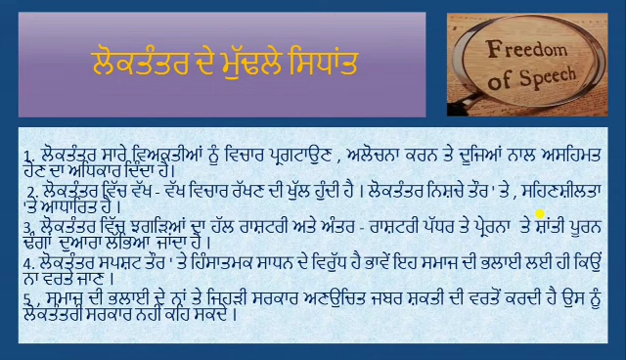 ਲੋਕਤੰਤਰ ਦੇ ਮੁੱਢਲੇ ਸਿਧਾਂਤ
Freedom
of Speech
1. ਲੋਕਤੰਤਰ ਸਾਰੇ ਵਿਅਕਤੀਆਂ ਨੂੰ ਵਿਚਾਰ ਪ੍ਰਗਟਾਉਣ , ਅਲੋਚਨਾ ਕਰਨ ਤੇ ਦੂਜਿਆਂ ਨਾਲ ਅਸਹਿਮਤ
ਹੋਣ ਦਾ ਅਧਿਕਾਰ ਦਿੰਦਾ ਹੈ।
2. ਲੋਕਤੰਤਰ ਵਿੱਚ ਵੱਖ - ਵੱਖ ਵਿਚਾਰ ਰੱਖਣ ਦੀ ਖੁੱਲ ਹੁੰਦੀ ਹੈ । ਲੋਕਤੰਤਰ ਨਿਸ਼ਚੇ ਤੌਰ ' ਤੇ , ਸਹਿਣਸ਼ੀਲਤਾ
'ਤੇ ਆਧਾਰਿਤ ਹੈ ।
3. ਲੋਕਤੰਤਰ ਵਿੱਚ ਝਗੜਿਆਂ ਦਾ ਹੱਲ ਰਾਸ਼ਟਰੀ ਅਤੇ ਅੰਤਰ - ਰਾਸ਼ਟਰੀ ਪੱਧਰ ਤੇ ਪ੍ਰੇਰਨਾ ਤੇ ਸ਼ਾਂਤੀ ਪੂਰਨ
ਢੰਗਾਂ ਦੁਆਰਾ ਲੱਭਿਆ ਜਾਂਦਾ ਹੈ ।
4. ਲੋਕਤੰਤਰ ਸਪਸ਼ਟ ਤੌਰ ' ਤੇ ਹਿੰਸਾਤਮਕ ਸਾਧਨ ਦੇ ਵਿਰੁੱਧ ਹੈ ਭਾਵੇਂ ਇਹ ਸਮਾਜ ਦੀ ਭਲਾਈ ਲਈ ਹੀ ਕਿਉਂ
ਨਾ ਵਰਤੇ ਜਾਣ ।
5 , ਸਮਾਜ ਦੀ ਭਲਾਈ ਦੇ ਨਾਂ ਤੇ ਜਿਹੜੀ ਸਰਕਾਰ ਅਣਉਚਿਤ ਜਬਰ ਸ਼ਕਤੀ ਦੀ ਵਰਤੋਂ ਕਰਦੀ ਹੈ ਉਸ ਨੂੰ
ਲੋਕਤੰਤਰੀ ਸਰਕਾਰ ਨਹੀਂ ਕਹਿ ਸਕਦੇ ।